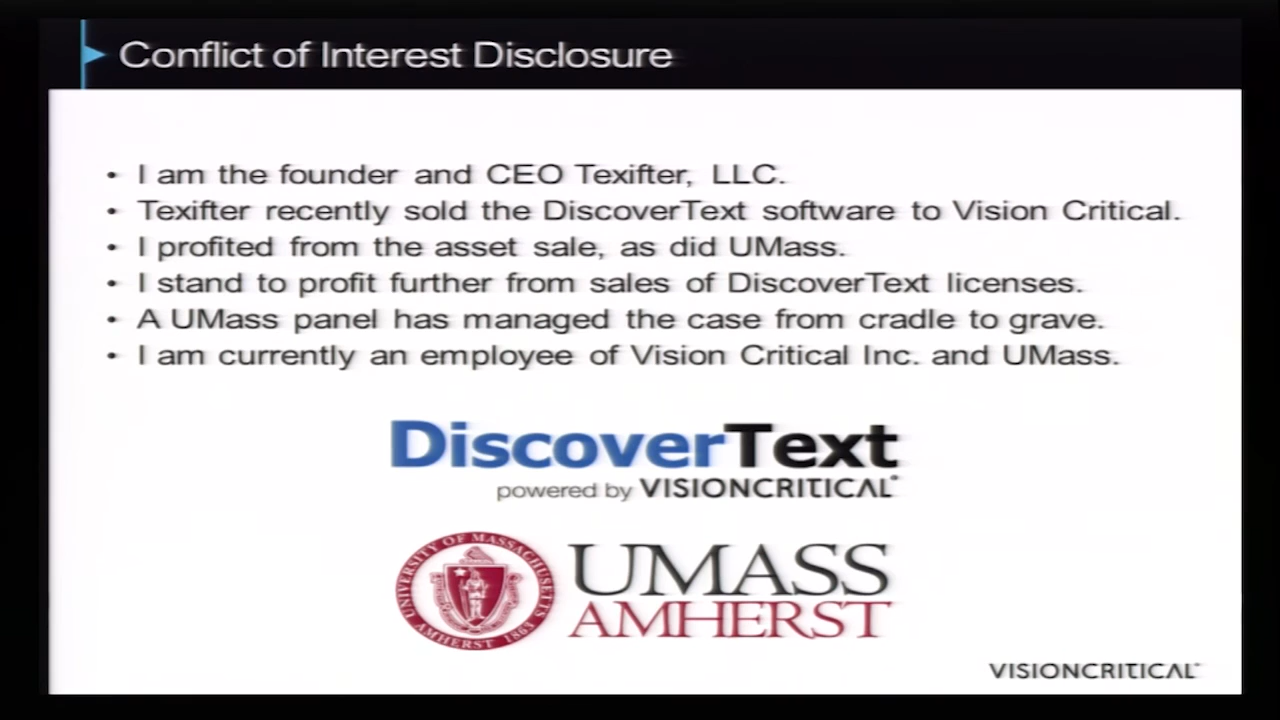 Conflict of Interest Disclosure
• I am the founder and CEO Texifter, LLC.
• Texifter recently sold the DiscoverText software to Vision Critical.
• I profited from the asset sale, as did UMass.
• I stand to profit further from sales of DiscoverText licenses.
• A UMass panel has managed the case from cradle to grave.
• I am currently an employee of Vision Critical Inc. and UMass.
DiscoverText
powered by VISIONCRITICAL®
UNIVERSITY OF MASSACHUSETTS
AMHERST 1863
UMASS
AMHERST
VISIONCRITICAL®